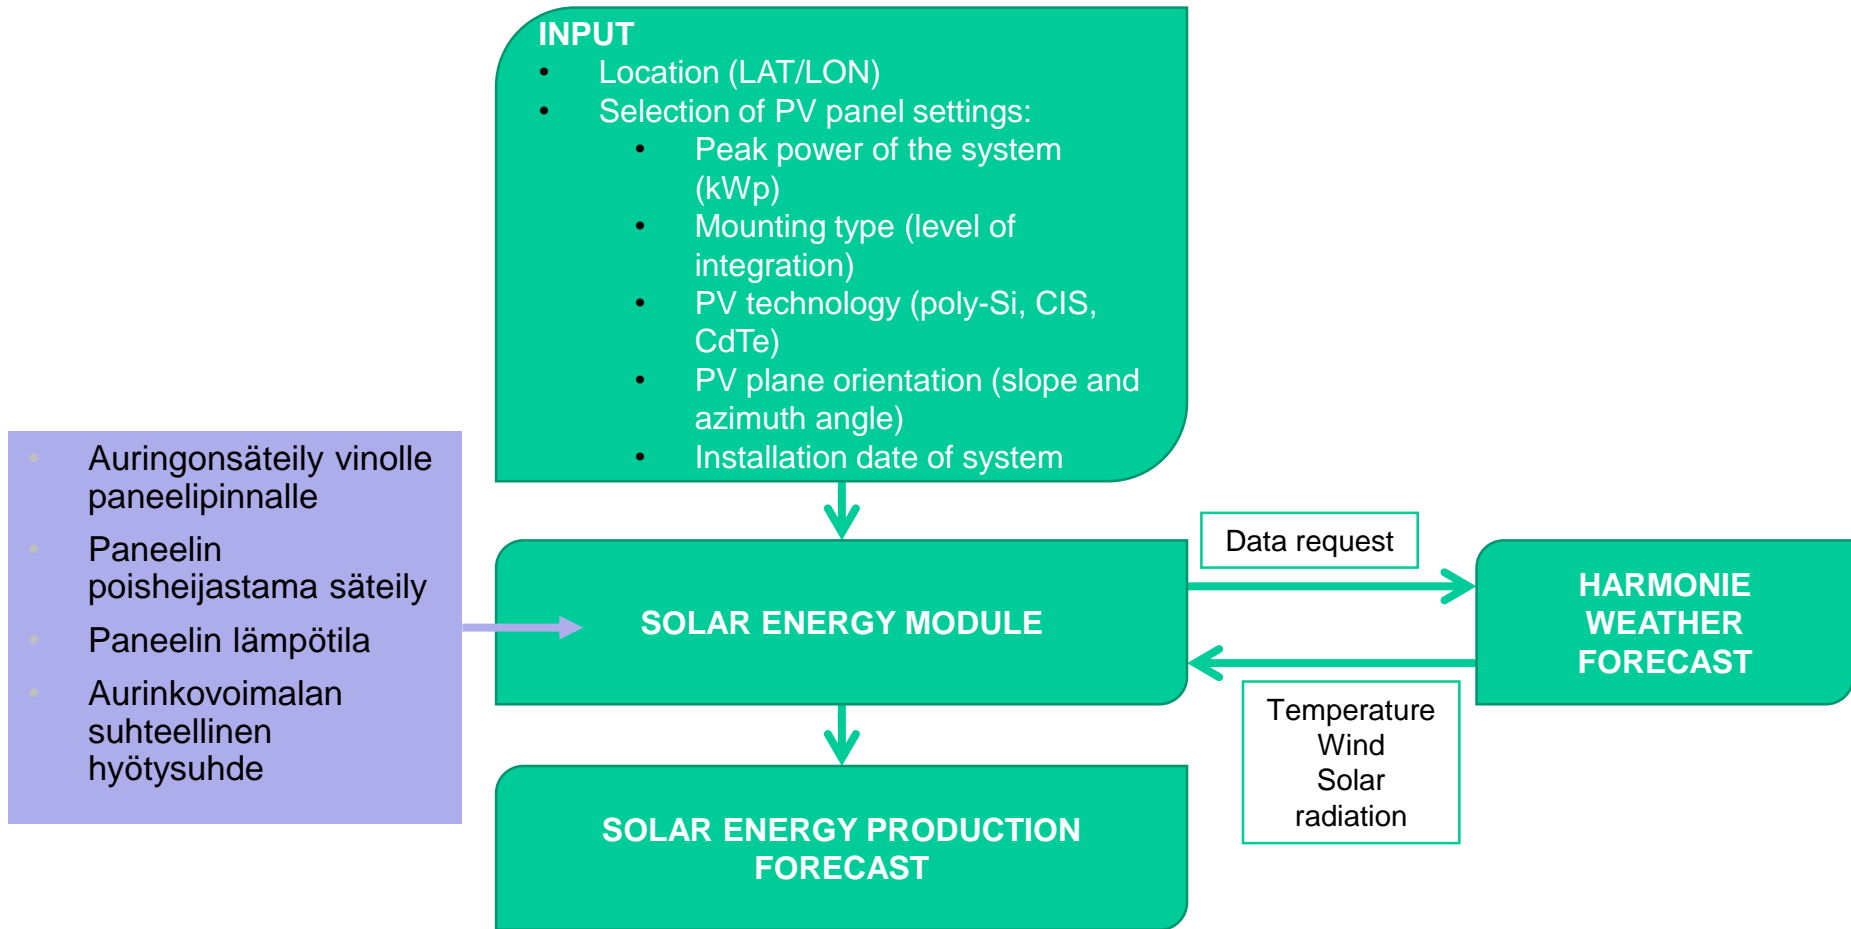 INPUT
• Location (LAT/LON)
• Selection of PV panel settings:
• Peak power of the system
(kWp)
• Mounting type (level of
integration)
• PV technology (poly-Si, CIS,
CdTe)
• PV plane orientation (slope and
azimuth angle)
• Installation date of system
• Auringonsäteily vinolle
paneelipinnalle
• Paneelin
poisheijastama säteily
• Paneelin lämpötila
• Aurinkovoimalan
suhteellinen
hyötysuhde
SOLAR ENERGY MODULE
Data request
HARMONIE
WEATHER
FORECAST
Temperature
Wind
Solar
radiation
SOLAR ENERGY PRODUCTION
FORECAST